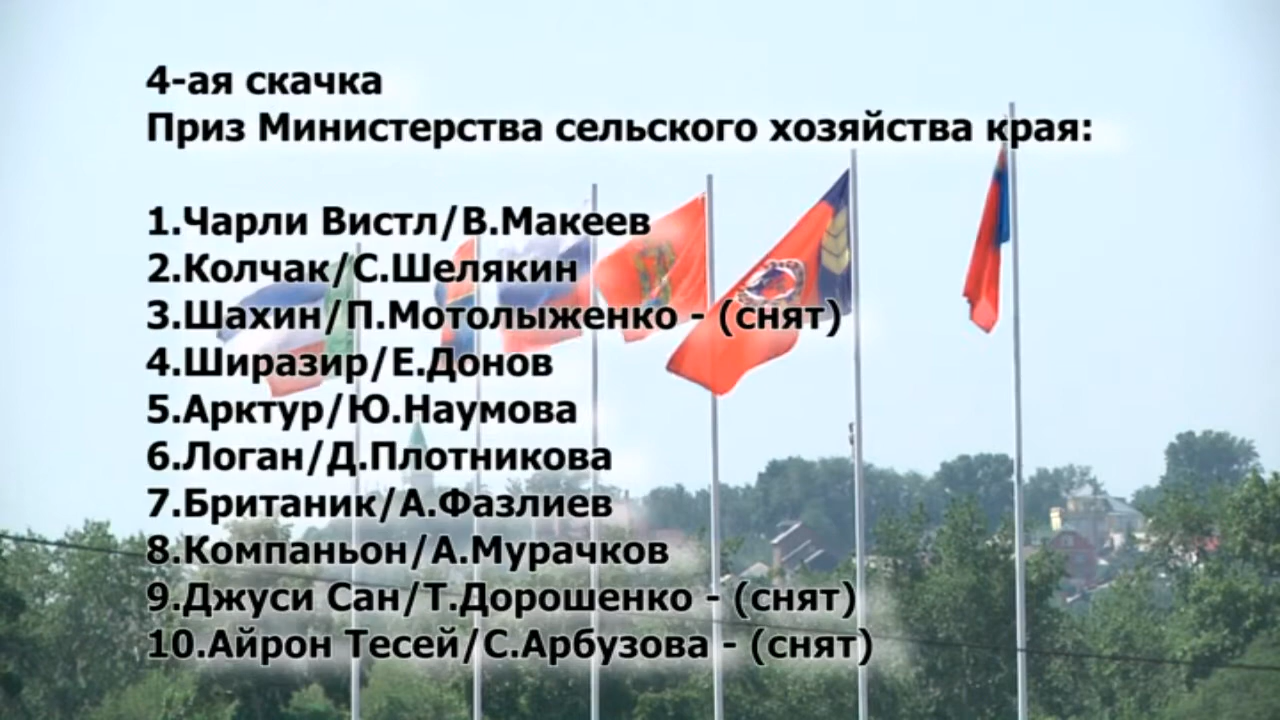 4-ая скачка
Приз Министерства сельского хозяйства края:
1.Чарли Вистл/В.Макеев
2.Колчак/С.Шелякин
3.Шахин/П.Мотолыженко - (снят)
4.Ширазир/Е.Донов
5.Арктур/Ю.Наумова
6.Логан/Д.Плотникова
7.Британик/А.Фазлиев
8.Компаньон/А.Мурачков
9.Джуси Сан/Т.Дорошенко - (снят)
10.Айрон Тесей/С.Арбузова - (снят)